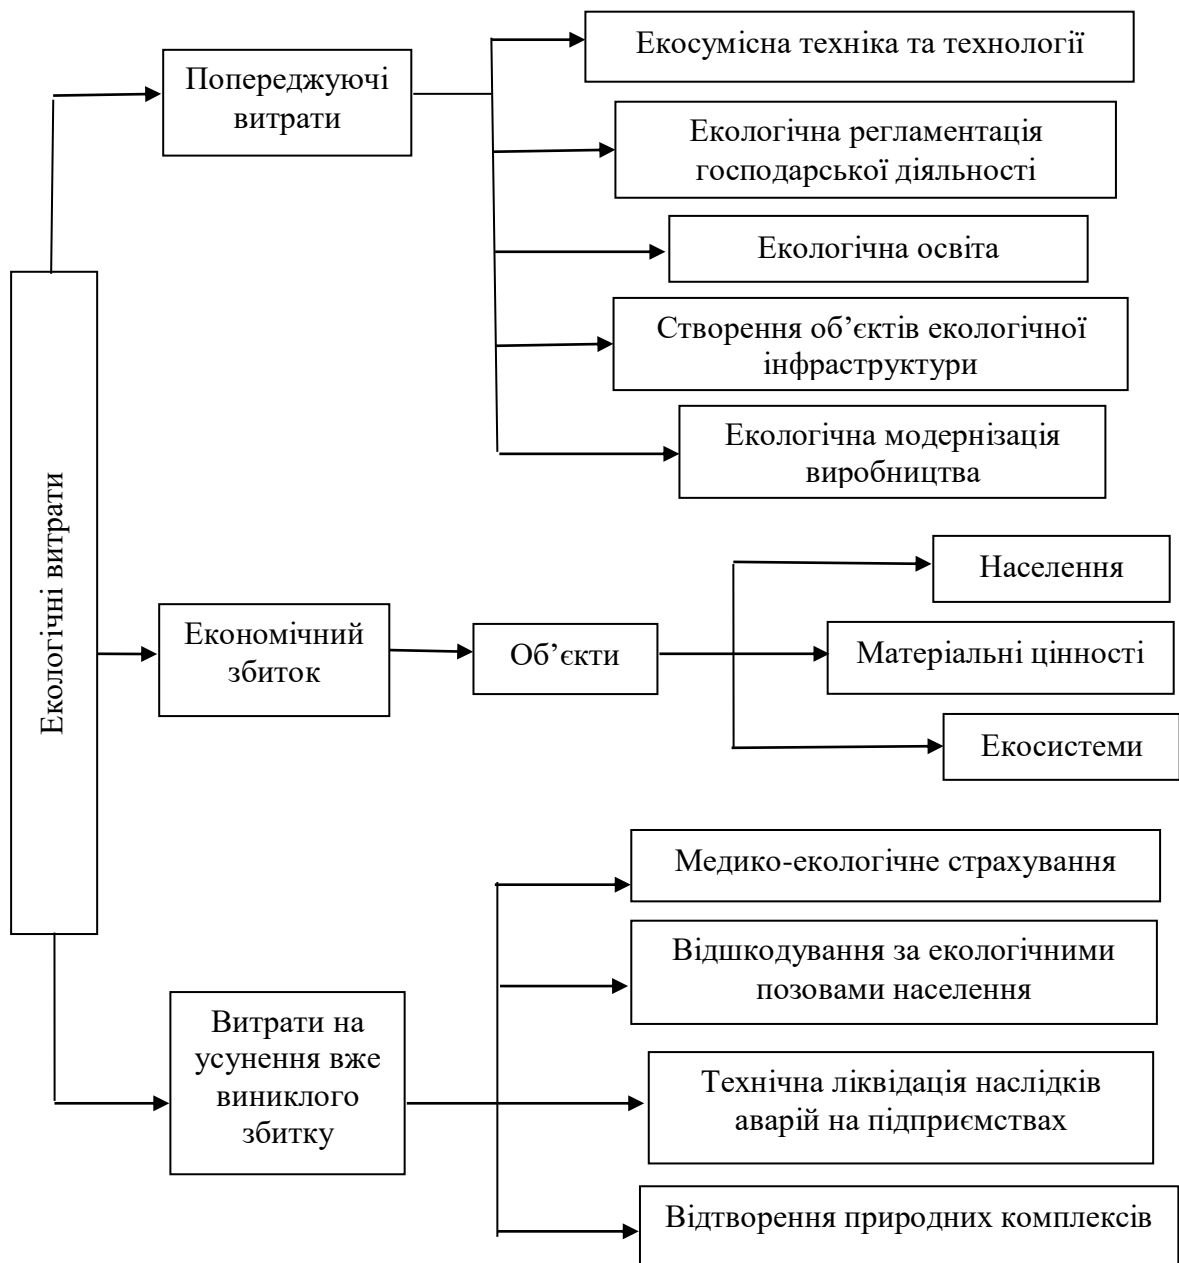 Екосумісна техніка та технології
Попереджуючі
витрати
Екологічна регламентація
господарської діяльності
Екологічна освіта
Створення об’єктів екологічної
інфраструктури
Екологічна модернізація
виробництва
Екологічні витрати
Населення
Економічний
збиток
Об’єкти
Матеріальні цінності
Екосистеми
Медико-екологічне страхування
Відшкодування за екологічними
позовами населення
Витрати на
усунення вже
виниклого
збитку
Технічна ліквідація наслідків
аварій на підприємствах
Відтворення природних комплексів